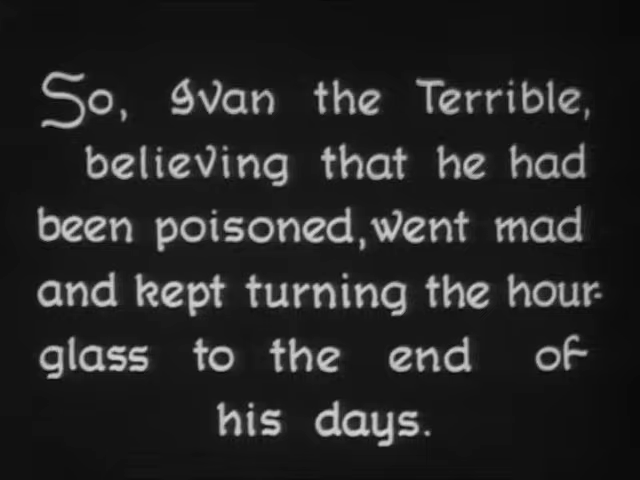 So, Ivan the Terrible,
believing that he had
been poisoned, went mad
and kept turning the hour-
glass to the end of
his days.